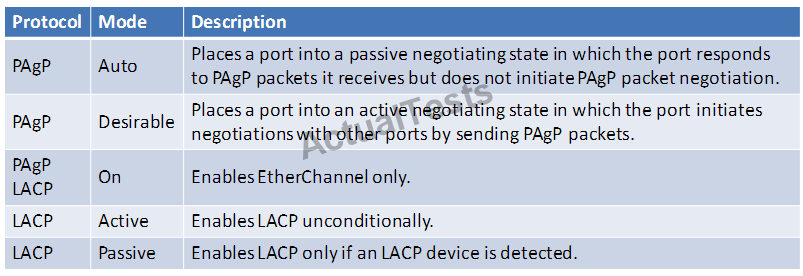 Protocol Mode Description
PAgP Auto Places a port into a passive negotiating state in which the port responds
to PAgP packets it receives but does not initiate PAgP packet negotiation.
PAgP Desirable Places a port into an active negotiating state in which the port initiates
negotiations with other ports by sending PAgP packets.
PAgP
LACP On Enables EtherChannel only.
LACP Active Enables LACP unconditionally.
LACP Passive Enables LACP only if an LACP device is detected.
ActualTests